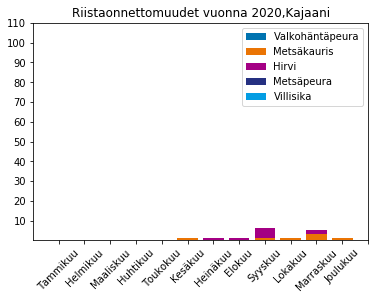 Riistaonnettomuudet vuonna 2020,Kajaani
Valkohäntäpeura
Metsäkauris
Hirvi
Metsäpeura
Villisika
110
100
90
80
70
60
50
40
30
20
10
Tammikuu
Helmikuu
Maaliskuu
Huhtikuu
Toukokuu
Kesäkuu
Heinäkuu
Elokuu
Syyskuu
Lokakuu
Marraskuu
Joulukuu